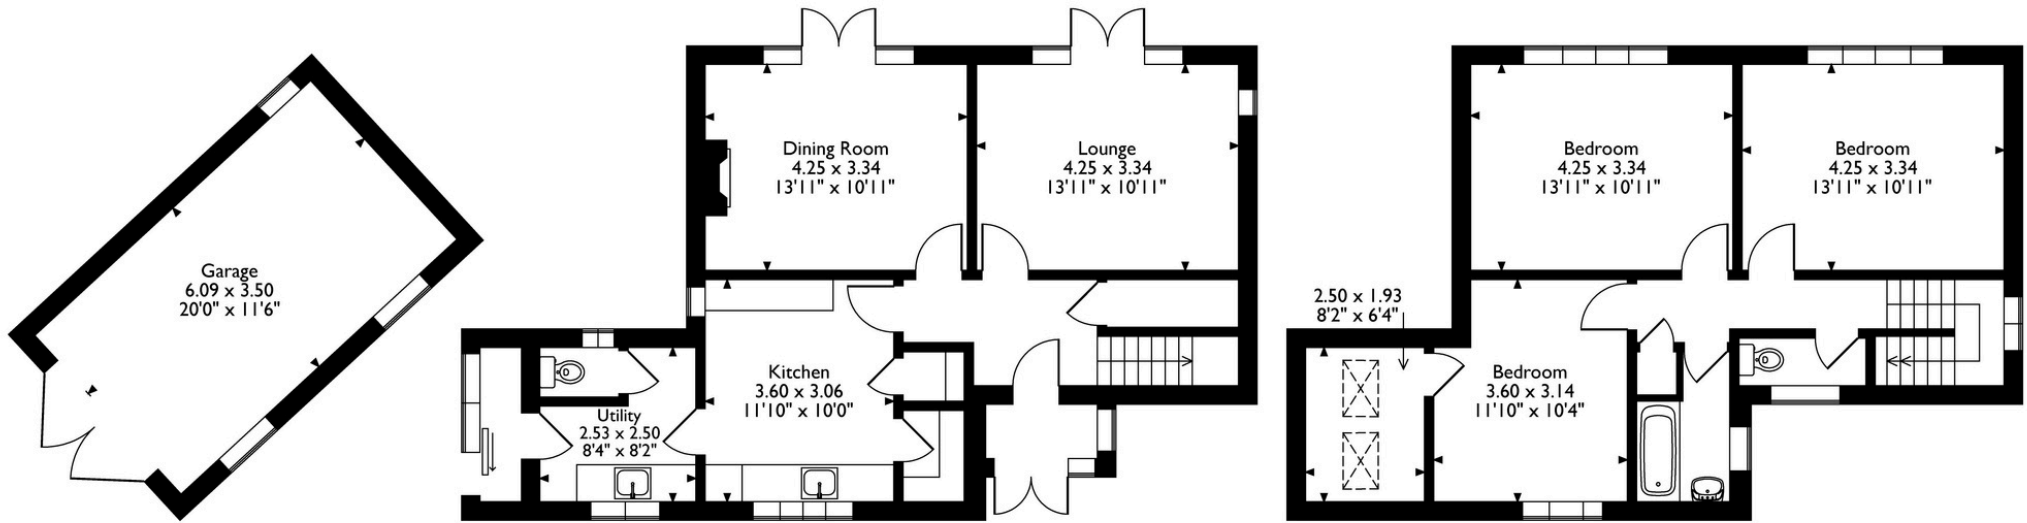 Garage
6.09 x 3.50
20'0" x 11'6"
Dining Room
4.25 x 3.34
13'11" x 10'11"
Lounge
4.25 x 3.34
13'11" x 10'11"
Kitchen
3.60 x 3.06
11'10" x 10'0"
Utility
2.53 x 2.50
8'4" x 8'2"
Bedroom
4.25 x 3.34
13'11" x 10'11"
Bedroom
4.25 x 3.34
13'11" x 10'11"
2.50 x 1.93
8'2" x 6'4"
Bedroom
3.60 x 3.14
11'10" x 10'4"